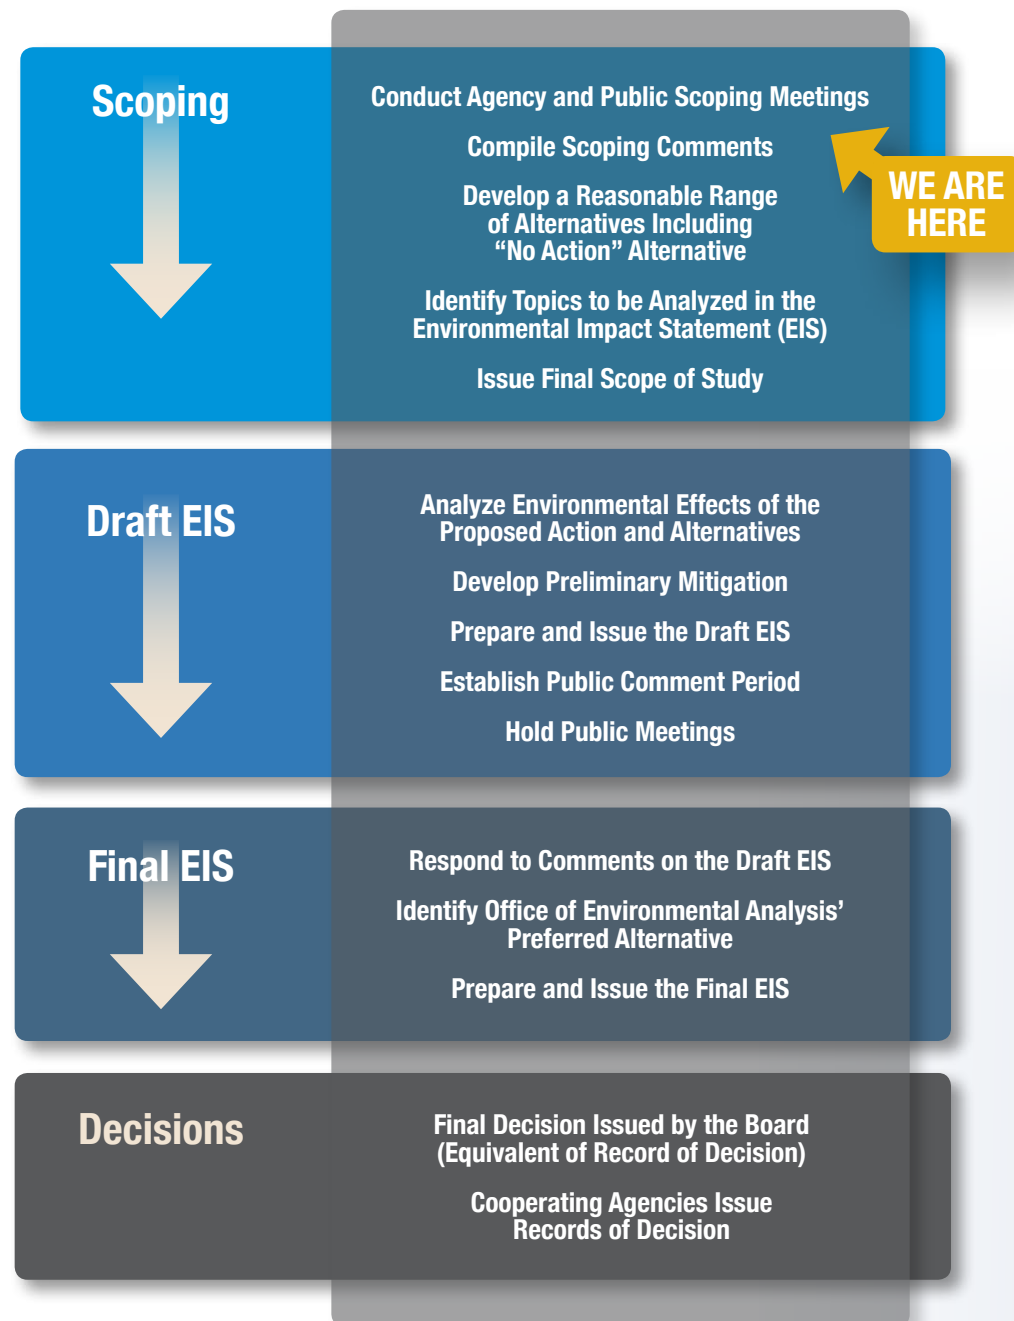 Scoping
Conduct Agency and Public Scoping Meetings
Compile Scoping Comments
Develop a Reasonable Range
of Alternatives Including
“No Action” Alternative
Identify Topics to be Analyzed in the
Environmental Impact Statement (EIS)
Issue Final Scope of Study
WE ARE
HERE
Draft EIS
Analyze Environmental Effects of the
Proposed Action and Alternatives
Develop Preliminary Mitigation
Prepare and Issue the Draft EIS
Establish Public Comment Period
Hold Public Meetings
Final EIS
Respond to Comments on the Draft EIS
Identify Office of Environmental Analysis’
Preferred Alternative
Prepare and Issue the Final EIS
Decisions
Final Decision Issued by the Board
(Equivalent of Record of Decision)
Cooperating Agencies Issue
Records of Decision